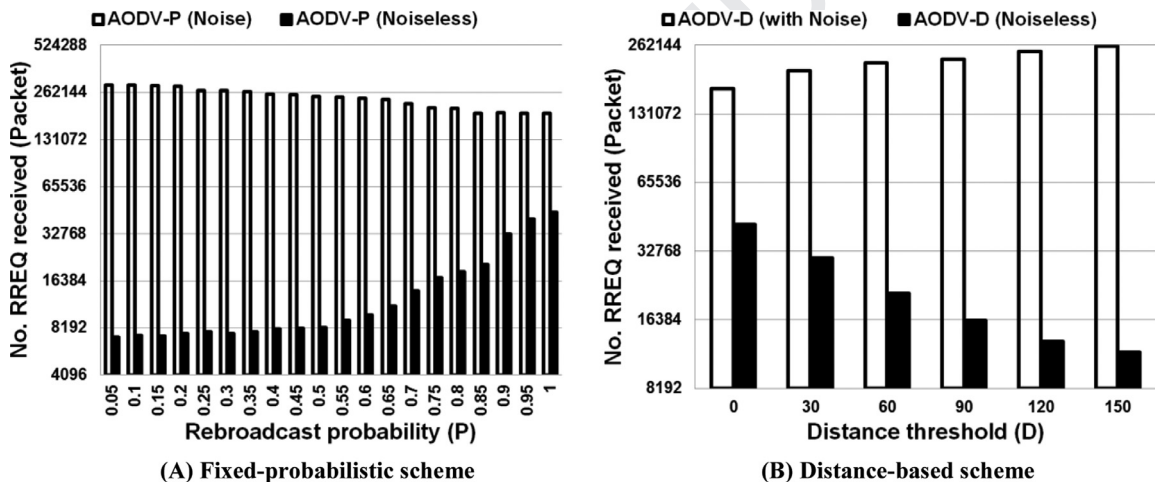 AODV-P (Noise) AODV-P (Noiseless)
524288
262144
131072
65536
32768
16384
8192
4096
No. RREQ received (Packet)
0.05 0.1 0.15 0.2 0.25 0.3 0.35 0.4 0.45 0.5 0.55 0.6 0.65 0.7 0.75 0.8 0.85 0.9 0.95 1
Rebroadcast probability (P)
(A) Fixed-probabilistic scheme
AODV-D (with Noise) AODV-D (Noiseless)
262144
131072
65536
32768
16384
8192
No. RREQ received (Packet)
0 30 60 90 120 150
Distance threshold (D)
(B) Distance-based scheme